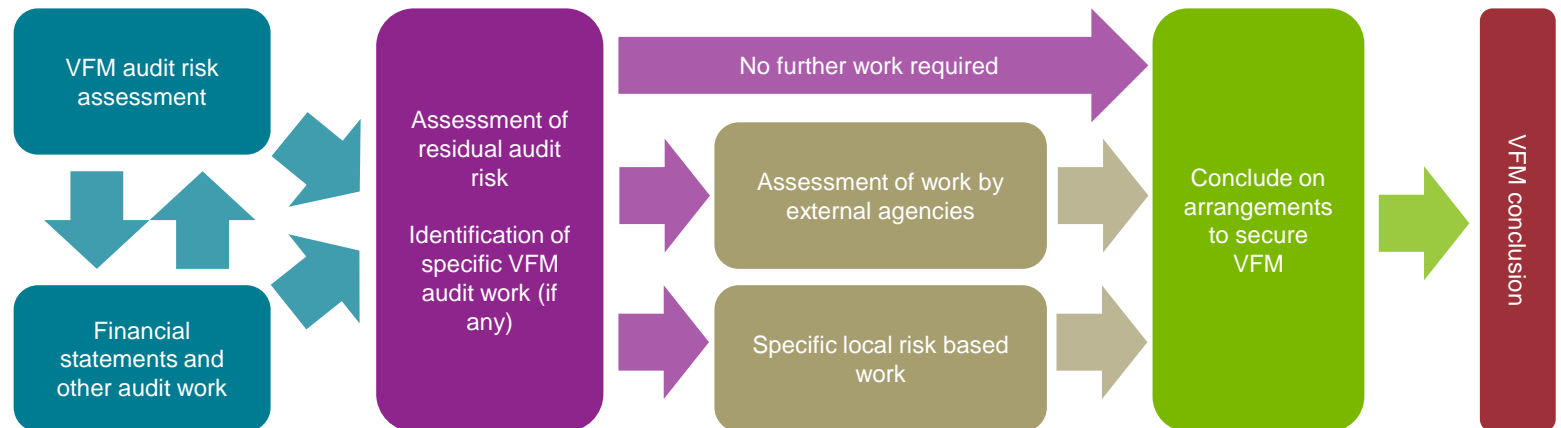 VFM audit risk
assessment
Financial
statements and
other audit work
Assessment of
residual audit
risk
Identification of
specific VFM
audit work (if
any)
No further work required
Assessment of work by
external agencies
Specific local risk based
work
Conclude on
arrangements
to secure
VFM
VFM conclusion